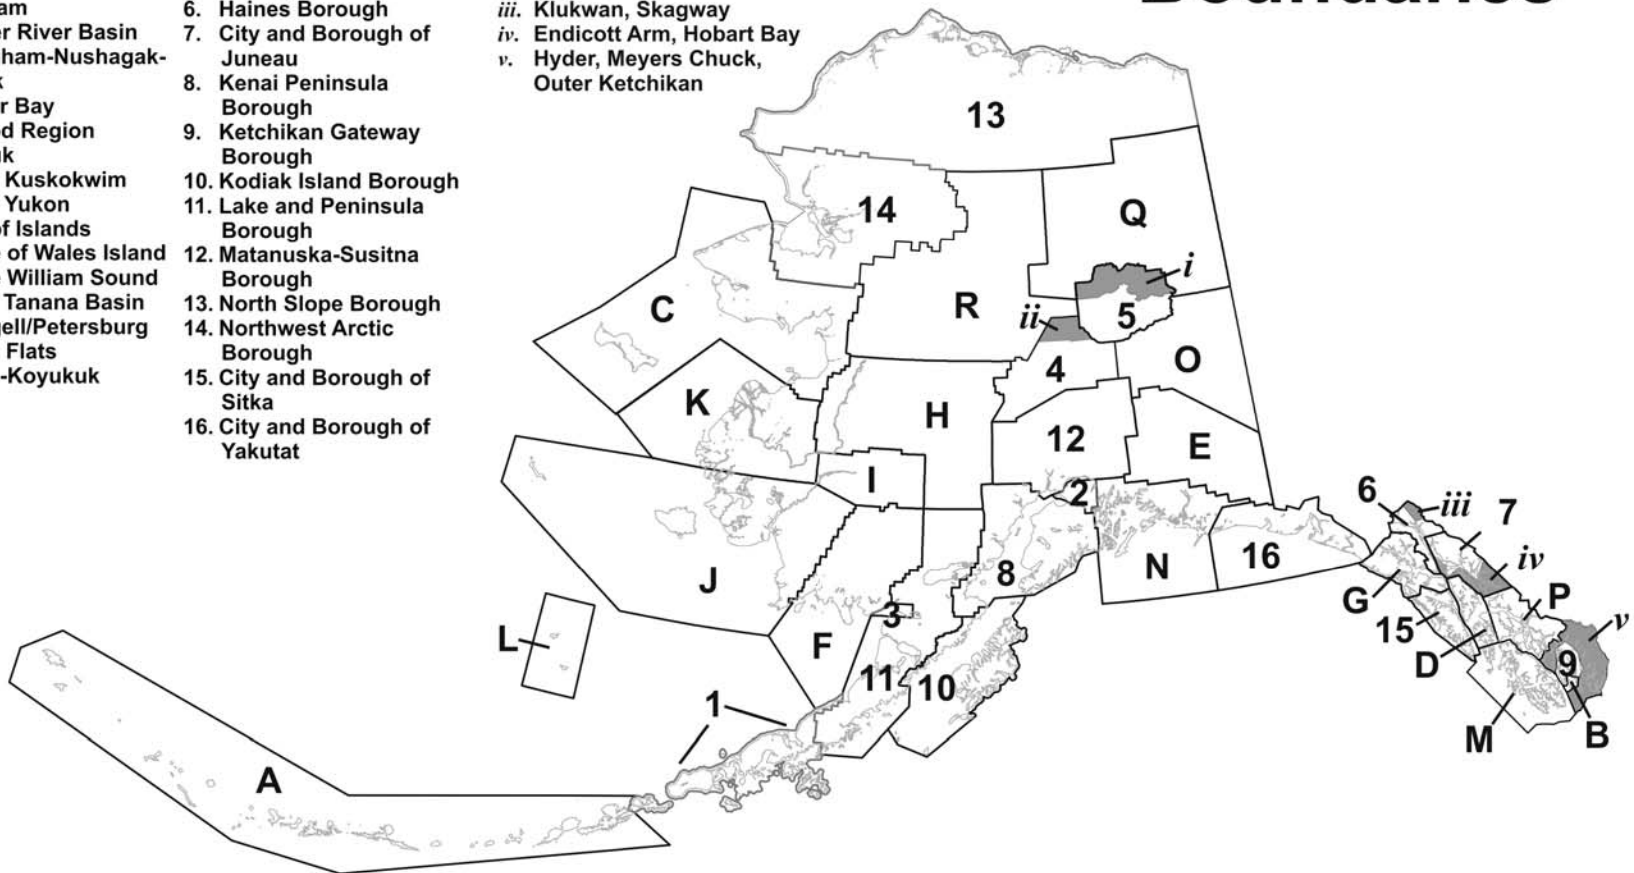 er River Basin
ham-Nushagak-
r Bay
d Region
Kuskokwim
Yukon
of Islands
of Wales Island
William Sound
Tanana Basin
gell/Petersburg
Flats
-Koyukuk
6. Haines Borough
7. City and Borough of
Juneau
8. Kenai Peninsula
Borough
9. Ketchikan Gateway
Borough
10. Kodiak Island Borough
11. Lake and Peninsula
Borough
12. Matanuska-Susitna
Borough
13. North Slope Borough
14. Northwest Arctic
Borough
15. City and Borough of
Sitka
16. City and Borough of
Yakutat
iii. Klukwan, Skagway
iv. Endicott Arm, Hobart Bay
v. Hyder, Meyers Chuck,
Outer Ketchikan
13
14
Q
i
C
R
ii
5
4
O
K
H
12
E
I
2
6
iii
7
J
8
N
16
iv
G
P
L
3
15
v
F
D
9
11
10
1
M
B
A